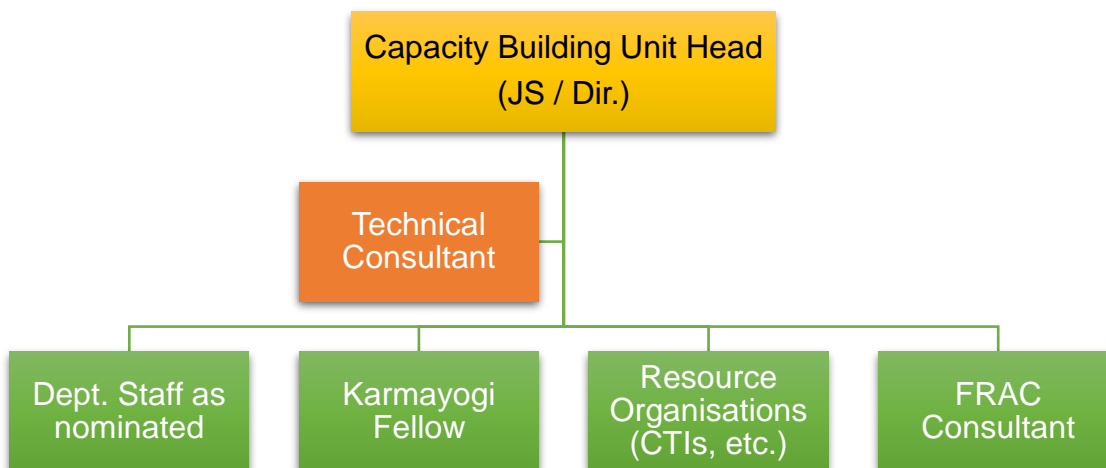 Capacity Building Unit Head
(JS / Dir.)
Technical
Consultant
Dept. Staff as
nominated
Karmayogi
Fellow
Resource
Organisations
(CTIs, etc.)
FRAC
Consultant